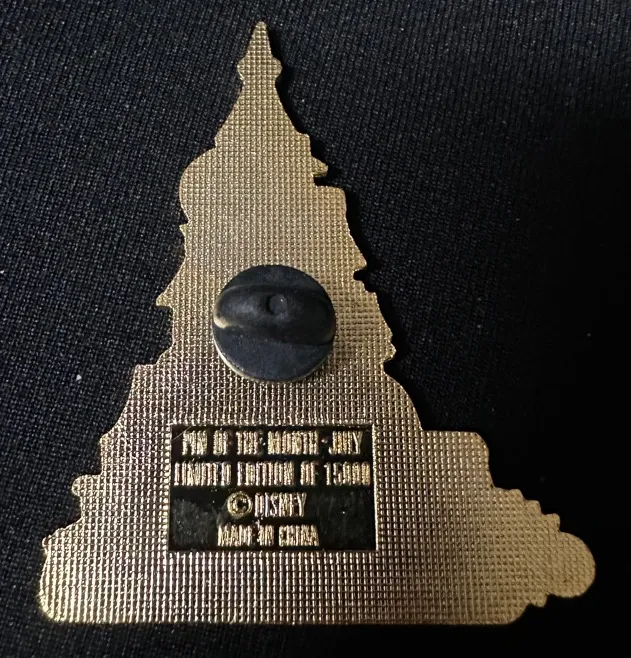 PIN OF THE MONTH - JULY
LIMITED EDITION OF 15000
© DISNEY
MADE IN CHINA